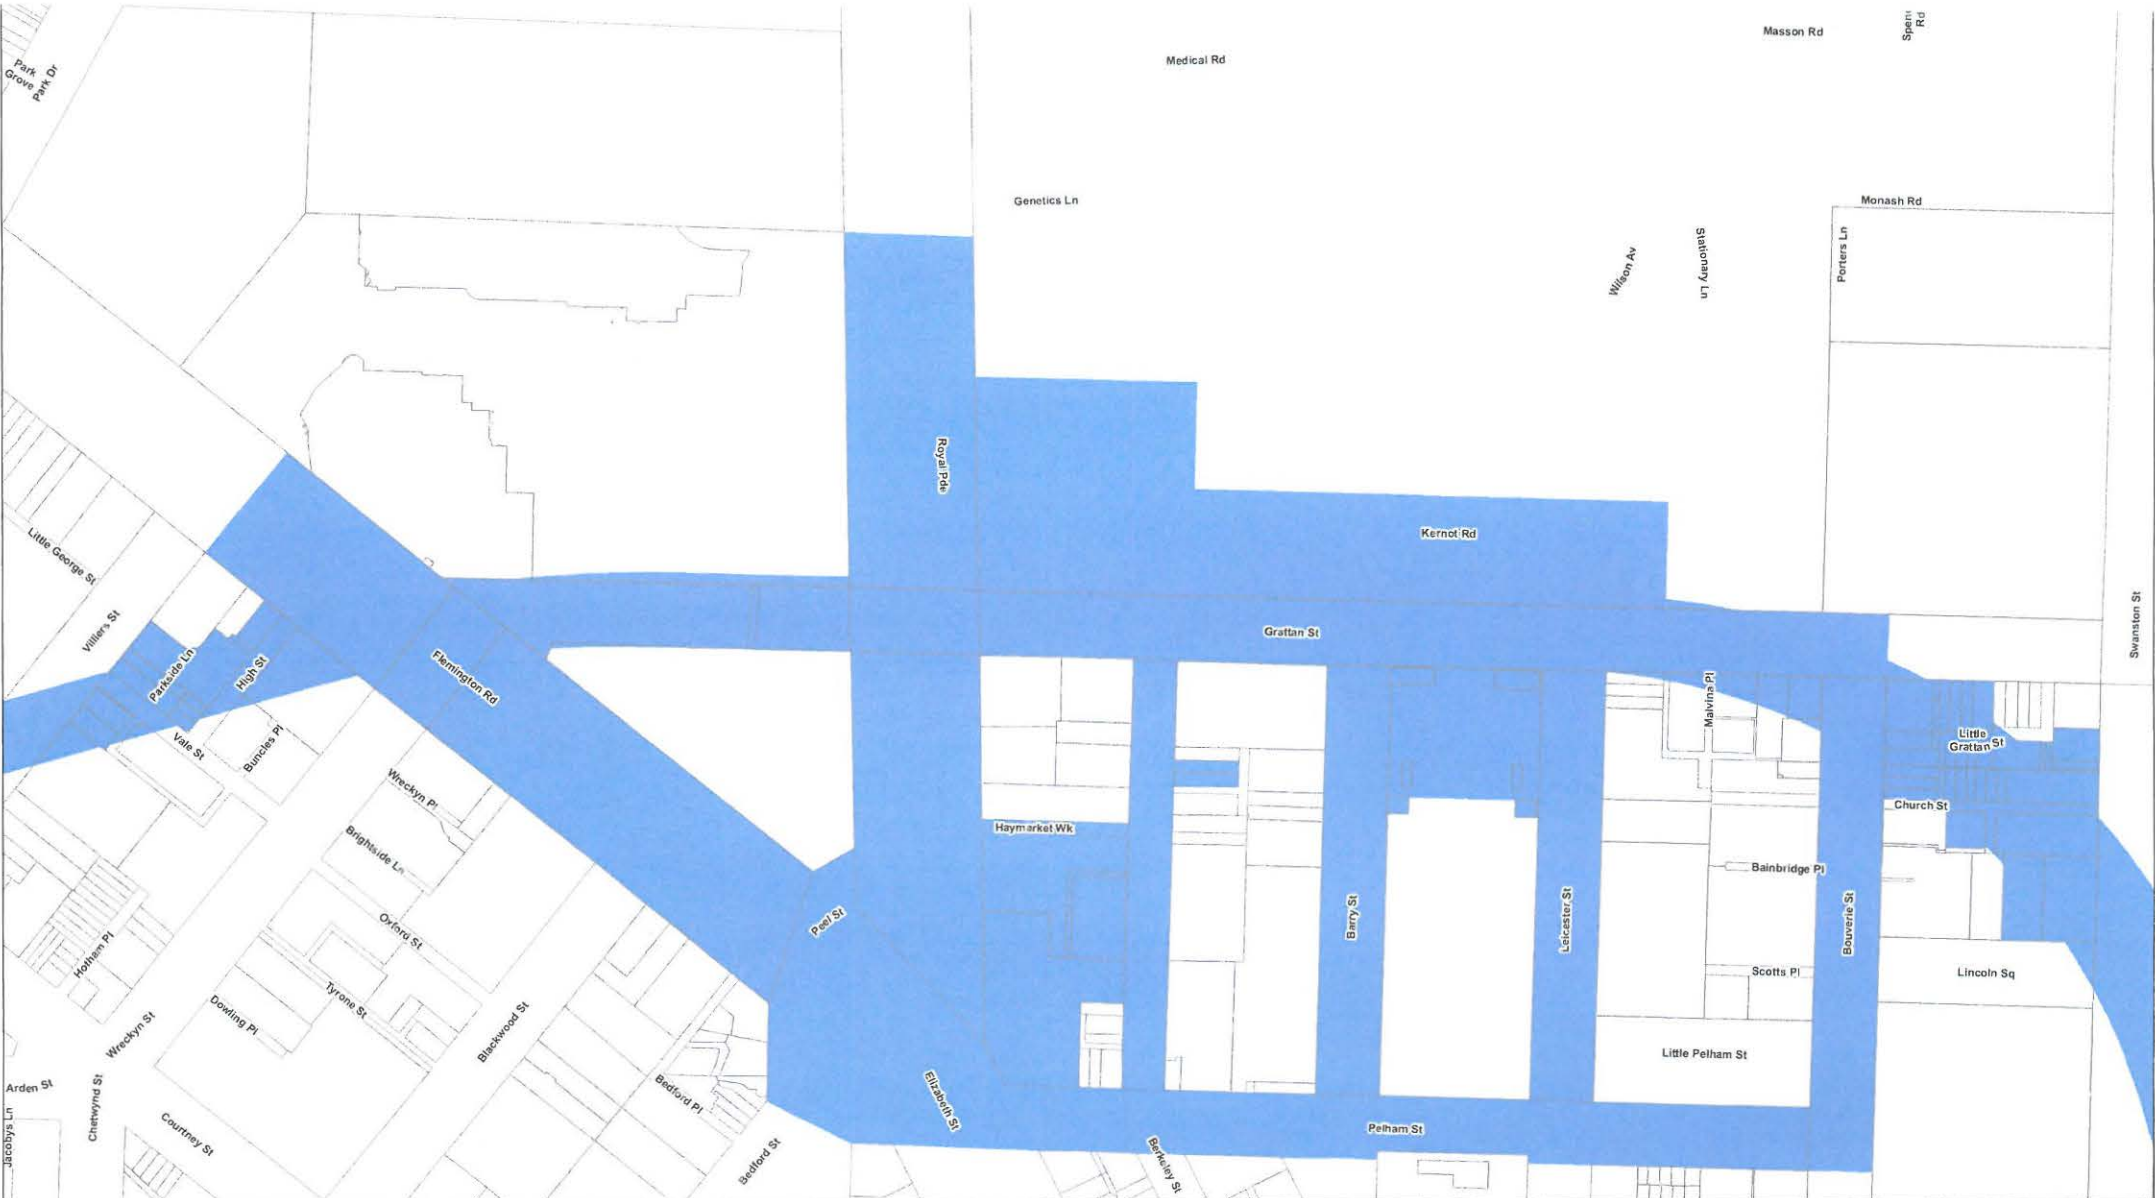 Spenc
Rd
Masson Rd
Medical Rd
Park
Grove
Park Dr
Genetics Ln
Monash Rd
Porters Ln
Stationary Ln
Wilson Av
Royal Pde
Kernot Rd
Little George St
Villiers St
Swanston St
Grattan St
Parkside Ln
High St
Flemington Rd
Malvina Pl
Vale St
Buncles Pl
Little
Grattan St
Wreckyn Pl
Church St
Haymarket Wk
Brightside Ln
Bainbridge Pl
Oxford St
Peel St
Barry St
Leicester St
Bouverie St
Hotham Pl
Scotts Pl
Lincoln Sq
Tyrone St
Dowling Pl
Wreckyn St
Blackwood St
Little Pelham St
Arden St
Bedford Pl
Elizabeth St
Chetwynd St
Jacobys Ln
Courtney St
Pelham St
Bedford St
Berkeley St